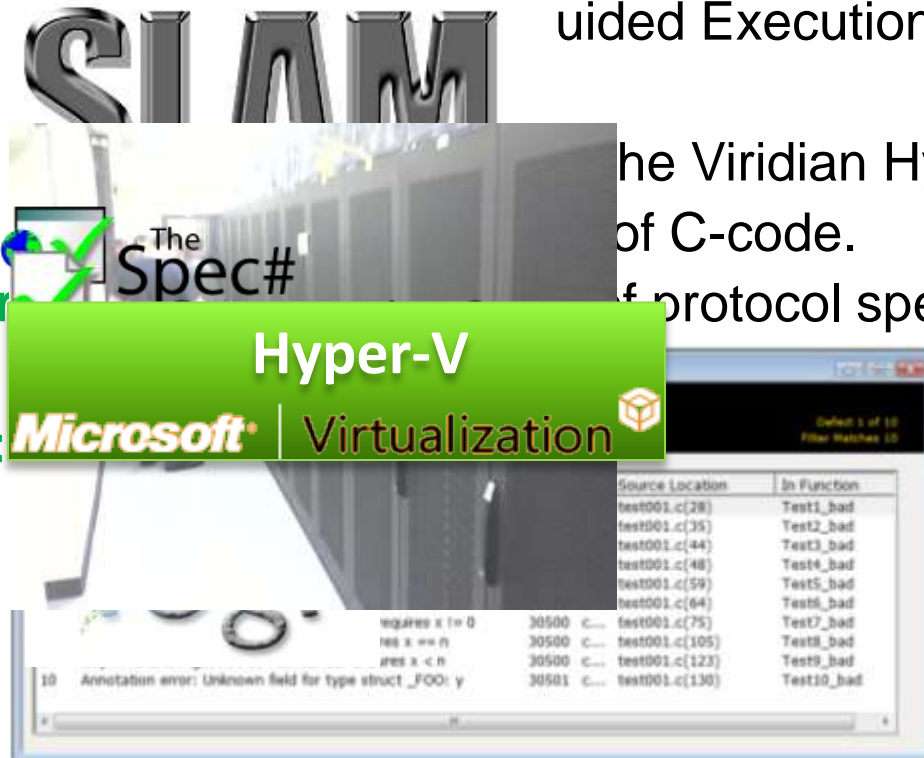 SLAM
uided Execution
he Viridian H
of C-code.
The
Spec#
f protocol spe
Hyper-V
Microsoft | Virtualization
Defect 1 of 10
Filter Matches 10
Source Location In Function
test001.c(28) Test1_bad
test001.c(35) Test2_bad
test001.c(44) Test3_bad
test001.c(48) Test4_bad
test001.c(59) Test5_bad
test001.c(64) Test6_bad
requires x != 0 30500 c... test001.c(75) Test7_bad
res x == n 30500 c... test001.c(105) Test8_bad
ures x < n 30500 c... test001.c(123) Test9_bad
10 Annotation error: Unknown field for type struct _FOO: y 30501 c... test001.c(130) Test10_bad